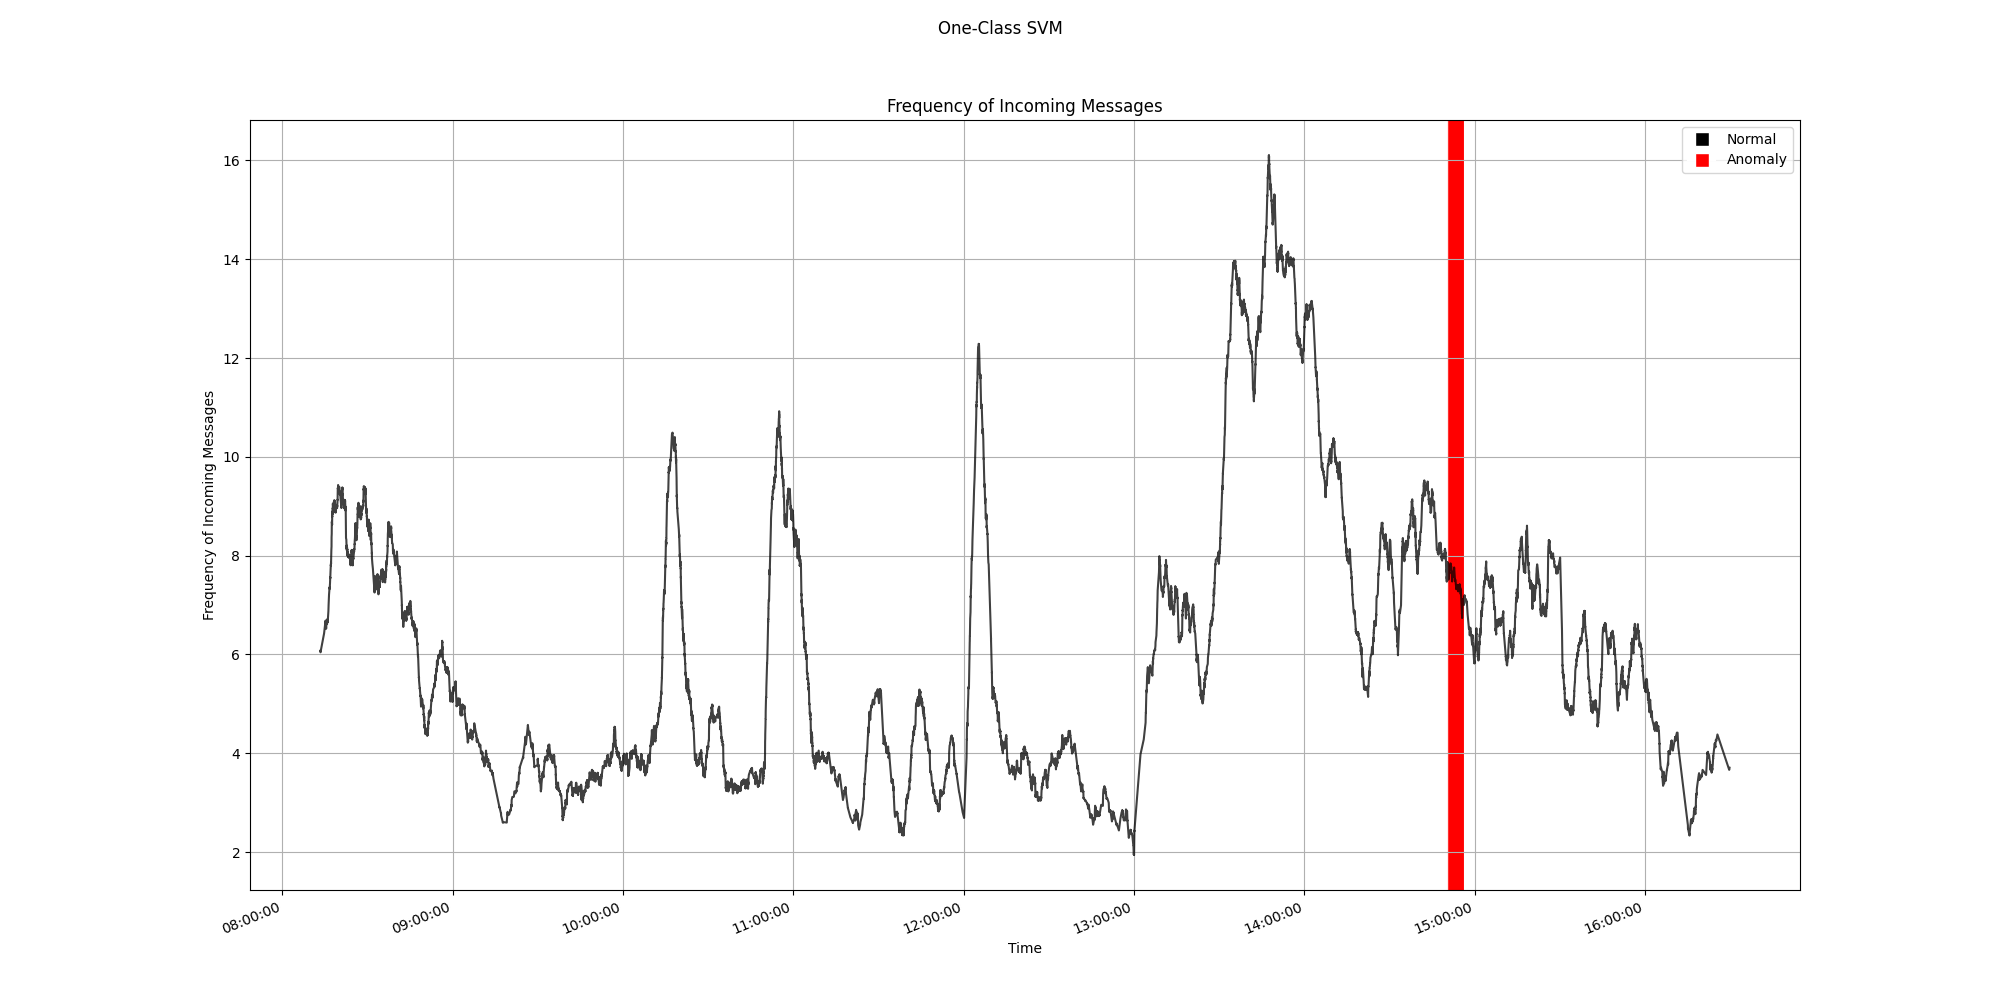 One-Class SVM
Frequency of Incoming Messages
Normal
Anomaly
16
14
12
10
8
6
4
2
Frequency of Incoming Messages
08:00:00
09:00:00
10:00:00
11:00:00
12:00:00
13:00:00
14:00:00
15:00:00
16:00:00
Time